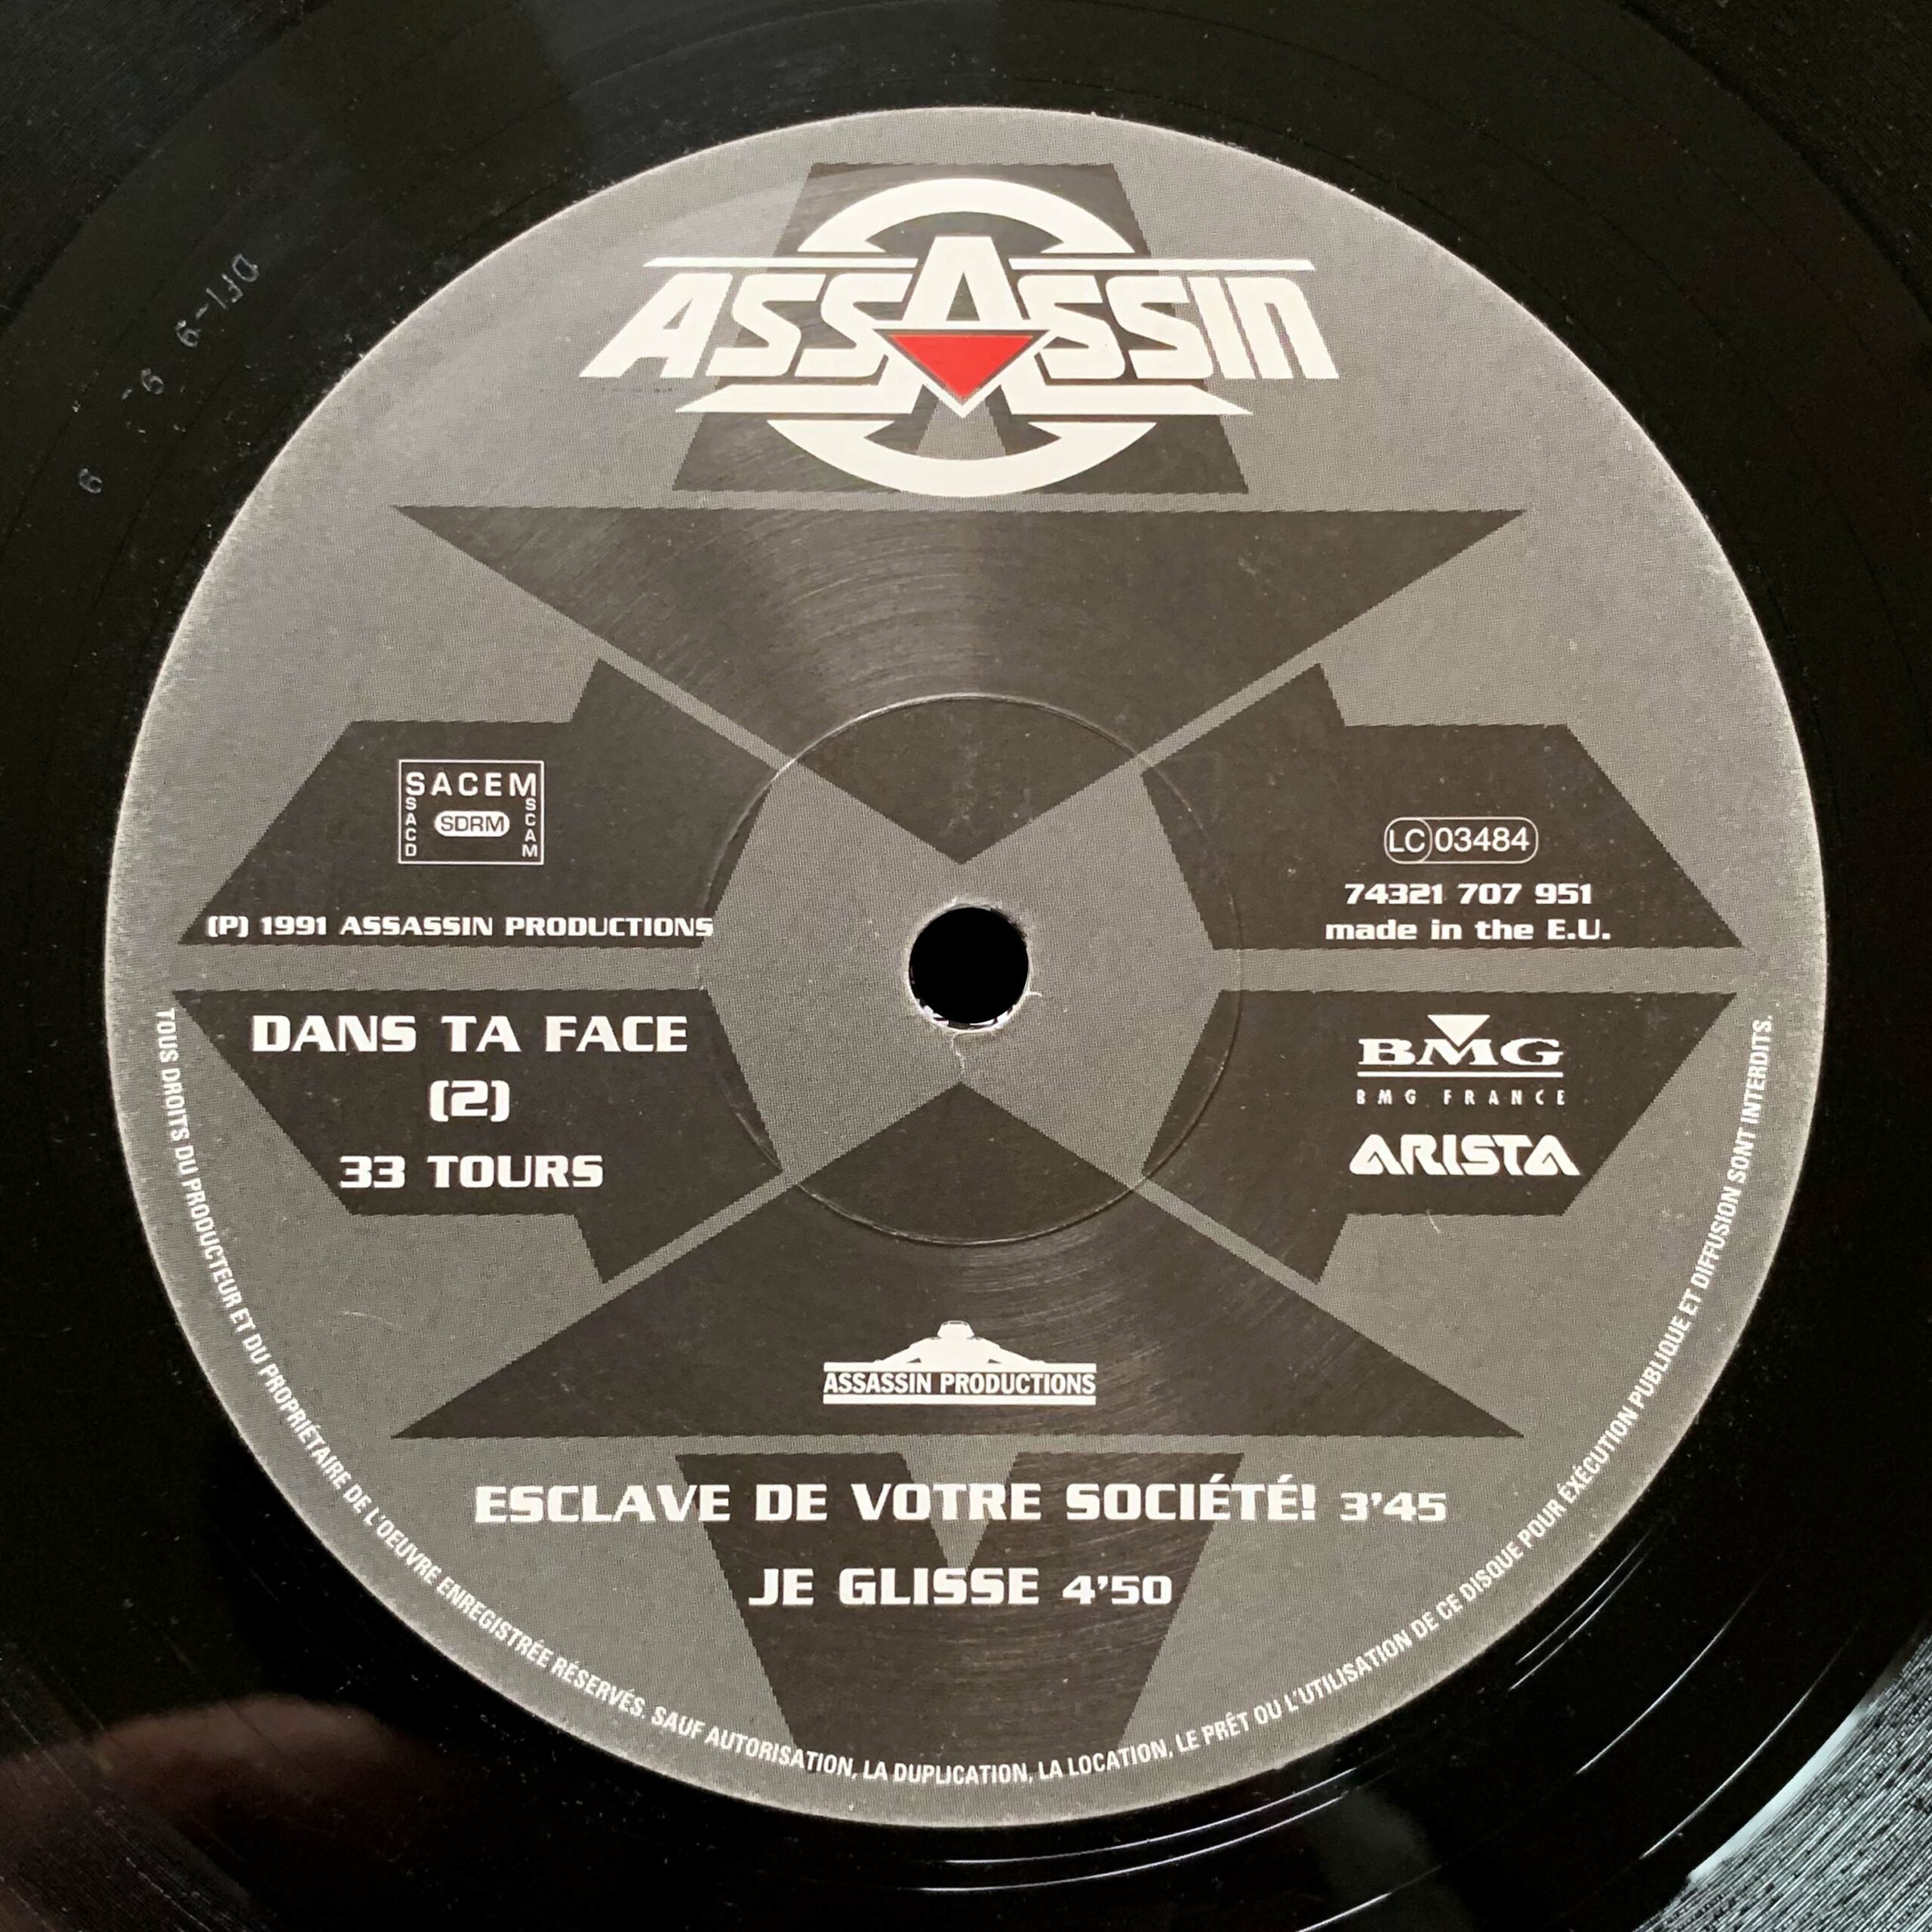 ASSASSIN
SACEM
SACD
SDRM
SCAM
(P) 1991 ASSASSIN PRODUCTIONS
LC 03484
74321 707 951
made in the E.U.
DANS TA FACE
(2)
33 TOURS
BMG
BMG FRANCE
ARISTA
ASSASSIN PRODUCTIONS
ESCLAVE DE VOTRE SOCIÉTÉ! 3'45
JE GLISSE 4'50
TOUS DROITS DU PRODUCTEUR ET DU PROPRIÉTAIRE DE L'OEUVRE ENREGISTRÉE RÉSERVÉS. SAUF AUTORISATION, LA DUPLICATION, LA LOCATION, LE PRÊT OU L'UTILISATION DE CE DISQUE POUR ÉXÉCUTION PUBLIQUE ET DIFFUSION SONT INTERDITS.